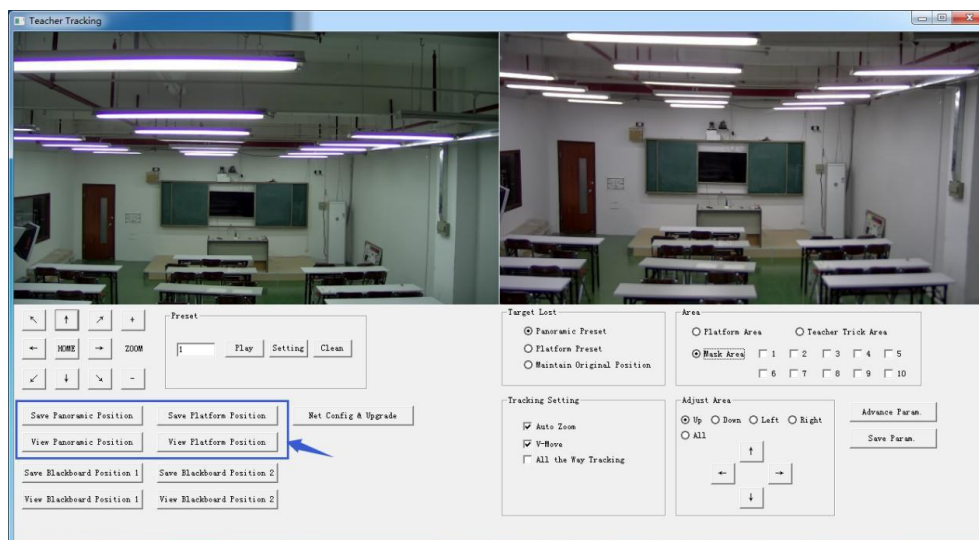 Teacher Tracking
Preset
↖ ↑ ↗ +
← HOME → ZOOM
↙ ↓ ↘ -
1 Play Setting Clean
Save Panoramic Position Save Platform Position Net Config & Upgrade
View Panoramic Position View Platform Position
Save Blackboard Position 1 Save Blackboard Position 2
View Blackboard Position 1 View Blackboard Position 2
Target Lost
Panoramic Preset
Platform Preset
Maintain Original Position
Area
Platform Area Teacher Trick Area
Mask Area 1 2 3 4 5
6 7 8 9 10
Tracking Setting
Auto Zoom
V-Move
All the Way Tracking
Adjust Area
Up Down Left Right
All
↑
← →
↓
Advance Param.
Save Param.